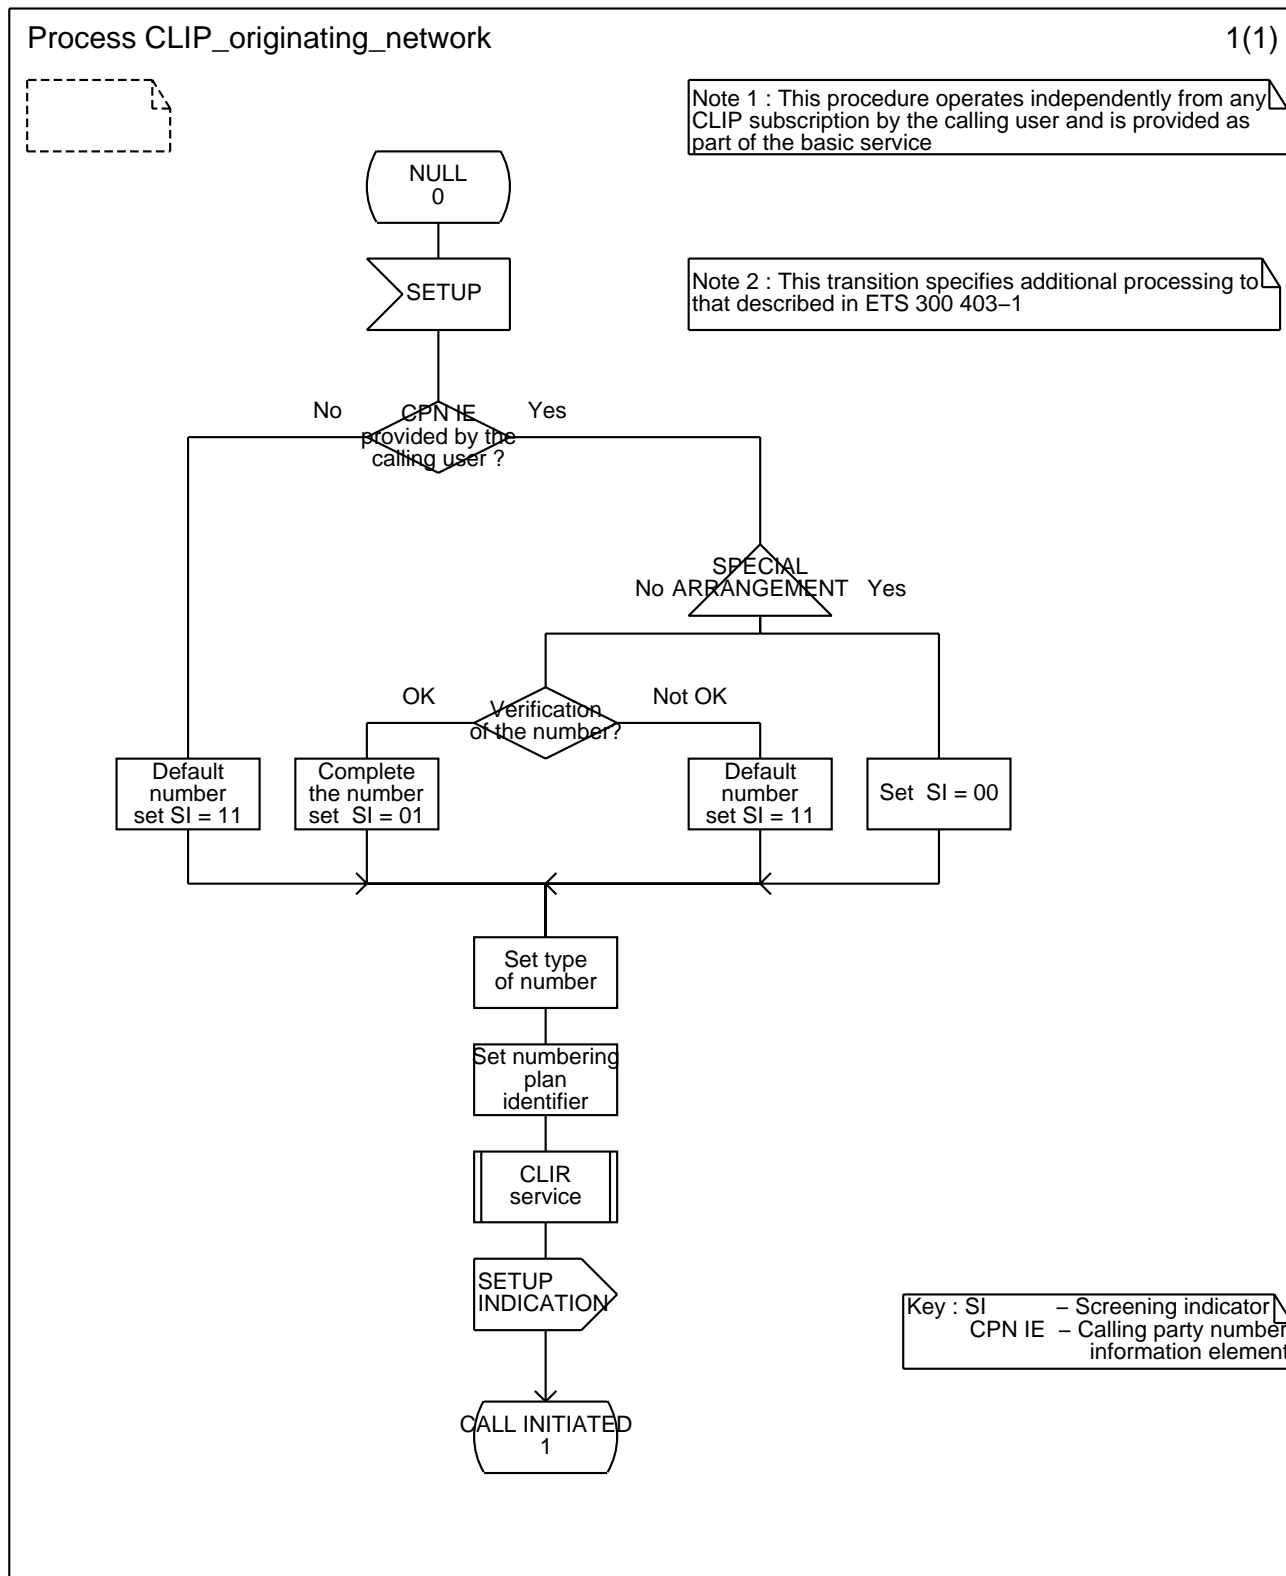 Process CLIP_originating_network
1(1)
Note 1 : This procedure operates independently from any
CLIP subscription by the calling user and is provided as
part of the basic service
NULL
0
SETUP
Note 2 : This transition specifies additional processing to
that described in ETS 300 403–1
No
CPN IE
provided by the
calling user ?
Yes
SPECIAL
ARRANGEMENT
No
Yes
OK
Verification
of the number?
Not OK
Default
number
set SI = 11
Complete
the number
set SI = 01
Default
number
set SI = 11
Set SI = 00
Set type
of number
Set numbering
plan
identifier
CLIR
service
SETUP
INDICATION
Key : SI – Screening indicator
CPN IE – Calling party number
information element
CALL INITIATED
1